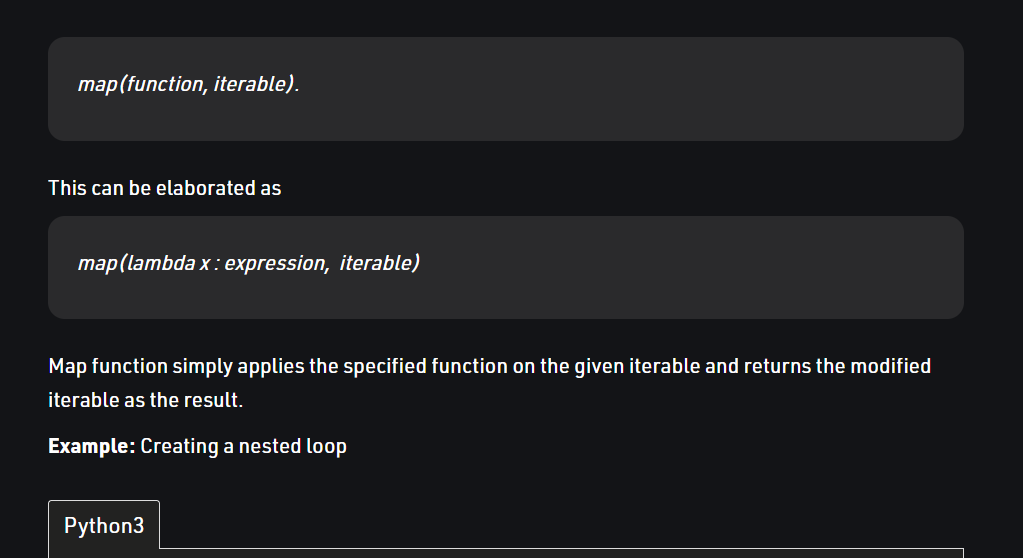 map(function, iterable).
This can be elaborated as
map(lambda x : expression,  iterable)
Map function simply applies the specified function on the given iterable and returns the modified
iterable as the result.
Example: Creating a nested loop
Python3